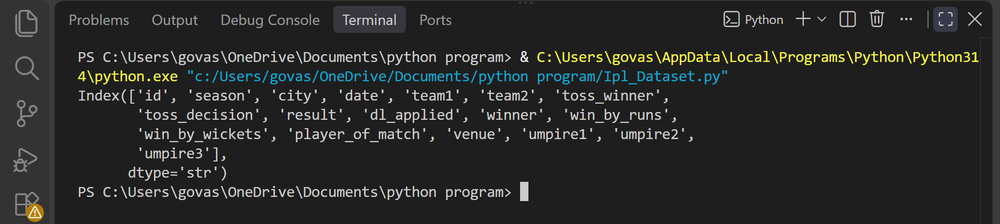 Problems Output Debug Console Terminal Ports Python
PS C:\Users\govas\OneDrive\Documents\python program> & C:\Users\govas\AppData\Local\Programs\Python\Python31
4\python.exe "c:/Users/govas/OneDrive/Documents/python program/Ipl_Dataset.py"
Index(['id', 'season', 'city', 'date', 'team1', 'team2', 'toss_winner',
       'toss_decision', 'result', 'dl_applied', 'winner', 'win_by_runs',
       'win_by_wickets', 'player_of_match', 'venue', 'umpire1', 'umpire2',
       'umpire3'],
      dtype='str')
PS C:\Users\govas\OneDrive\Documents\python program>